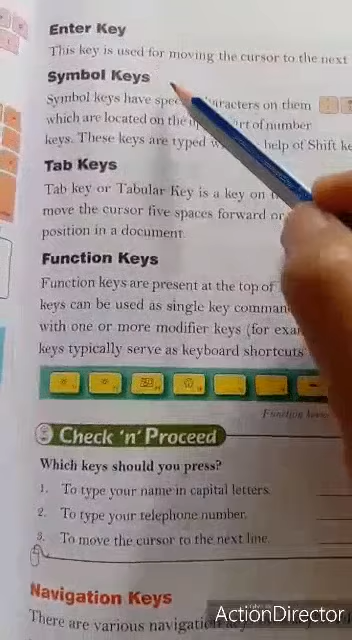 Enter Key
This key is used for moving the cursor to the next
Symbol Keys
Symbol keys have characters on them
which are located on the of number
keys. These keys are typed help of Shift
Tab Keys
Tab key or Tabular Key is a key on
move the cursor five spaces forward or
position in a document.
Function Keys
Function keys are present at the top of
keys can be used as single key
with one or more modifier keys (for
keys typically serve as keyboard shortcuts
Function
Check 'n' Proceed
Which keys should you press?
1. To type your name in capital letters.
2. To type your telephone number.
3. To move the cursor to the next line.
Navigation Keys
There are various navigation
ActionDirector